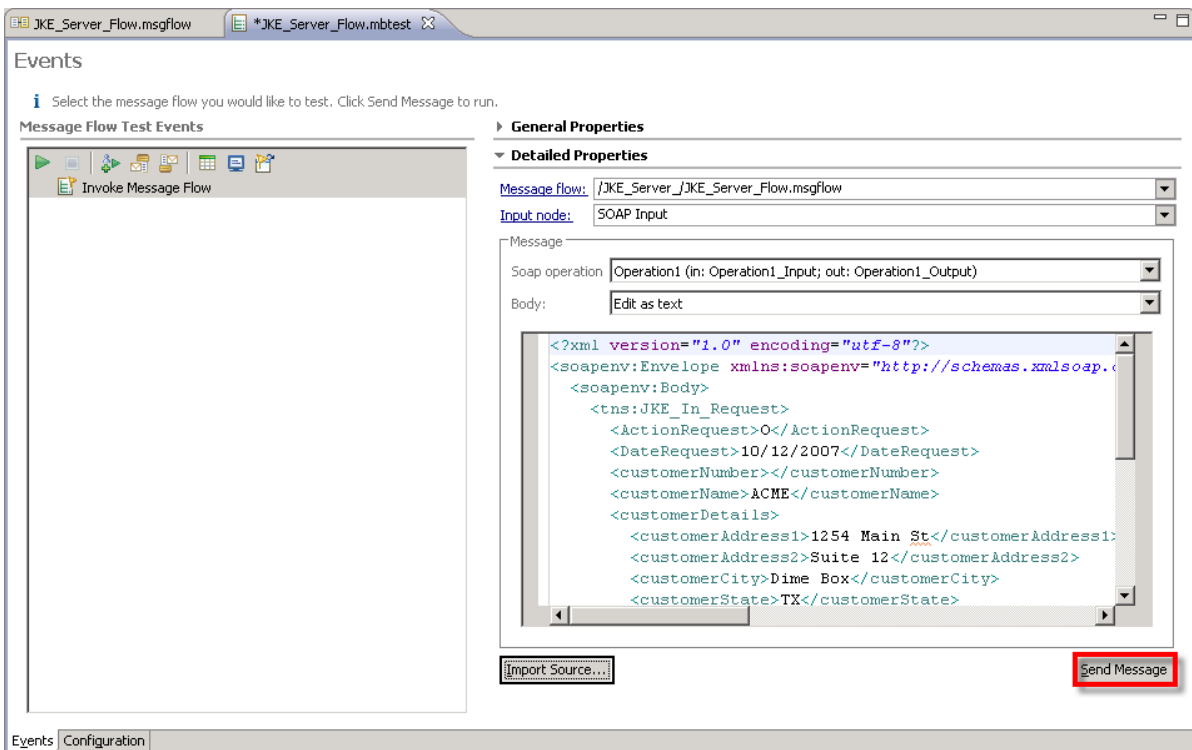 JKE_Server_Flow.msgflow
*JKE_Server_Flow.mbtest
Events
i Select the message flow you would like to test. Click Send Message to run.
Message Flow Test Events
Invoke Message Flow
General Properties
Detailed Properties
Message flow: /JKE_Server_/JKE_Server_Flow.msgflow
Input node: SOAP Input
Message
Soap operation Operation1 (in: Operation1_Input; out: Operation1_Output)
Body: Edit as text
<?xml version="1.0" encoding="utf-8"?>
<soapenv:Envelope xmlns:soapenv="http://schemas.xmlsoap.
<soapenv:Body>
<tns:JKE_In_Request>
<ActionRequest>O</ActionRequest>
<DateRequest>10/12/2007</DateRequest>
<customerNumber></customerNumber>
<customerName>ACME</customerName>
<customerDetails>
<customerAddress1>1254 Main St</customerAddress1>
<customerAddress2>Suite 12</customerAddress2>
<customerCity>Dime Box</customerCity>
<customerState>TX</customerState>
Import Source...
Send Message
Events
Configuration